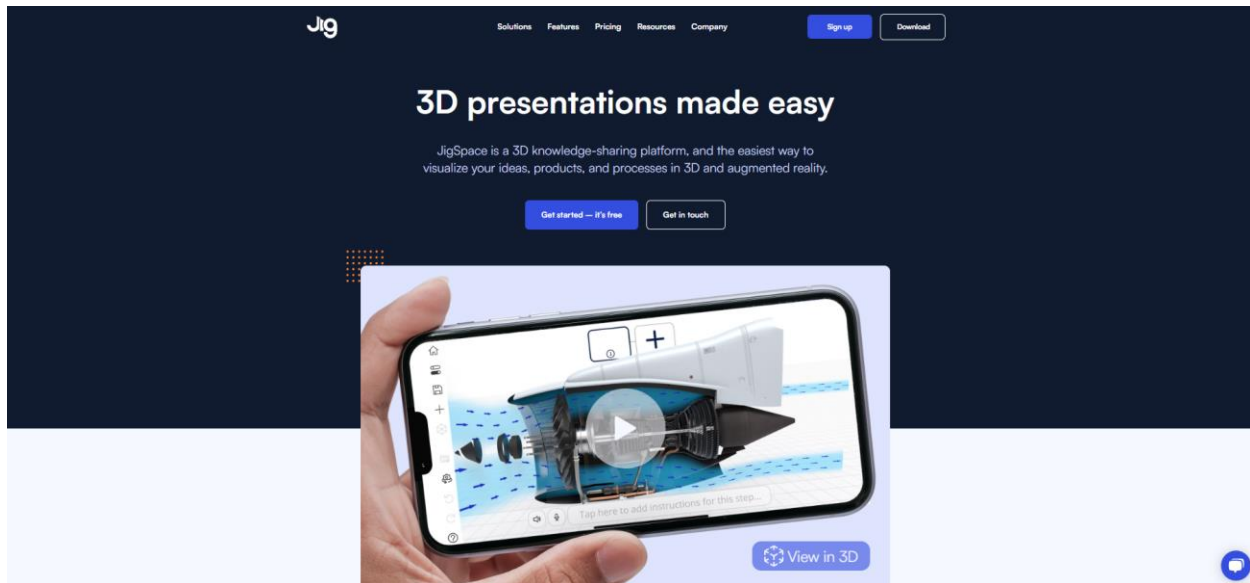 Jig
Solutions Features Pricing Resources Company Sign up Download
3D presentations made easy
JigSpace is a 3D knowledge-sharing platform, and the easiest way to
visualize your ideas, products, and processes in 3D and augmented reality.
Get started — it's free Get in touch
Tap here to add instructions for this step...
View in 3D